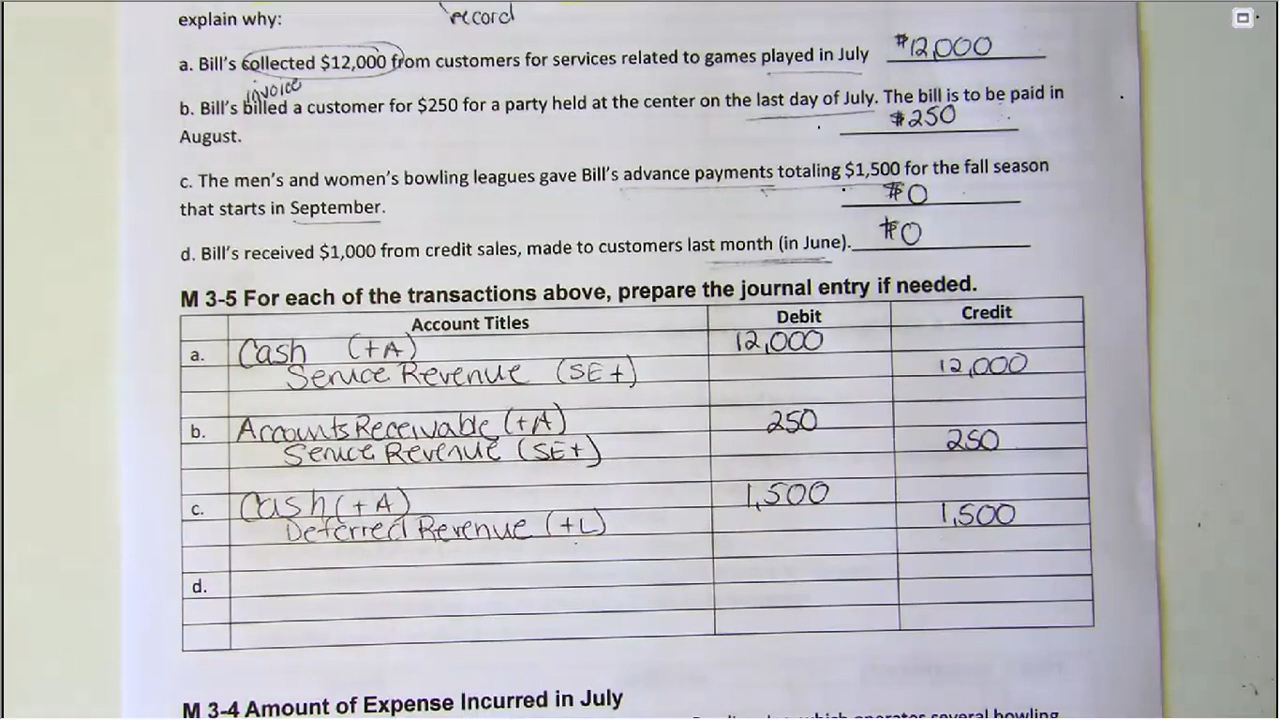 explain why:
record
a. Bill's collected $12,000 from customers for services related to games played in July $12,000
invoice
b. Bill's billed a customer for $250 for a party held at the center on the last day of July. The bill is to be paid in
August. $250
c. The men's and women's bowling leagues gave Bill's advance payments totaling $1,500 for the fall season
that starts in September. $0
d. Bill's received $1,000 from credit sales, made to customers last month (in June). $0
M 3-5 For each of the transactions above, prepare the journal entry if needed.
Account Titles Debit Credit
a. Cash (+A) 12,000
Service Revenue (SE+) 12,000
b. Accounts Receivable (+A) 250
Service Revenue (SE+) 250
c. Cash (+A) 1,500
Deferred Revenue (+L) 1,500
d.
M 3-4 Amount of Expense Incurred in July
which operates several bowling